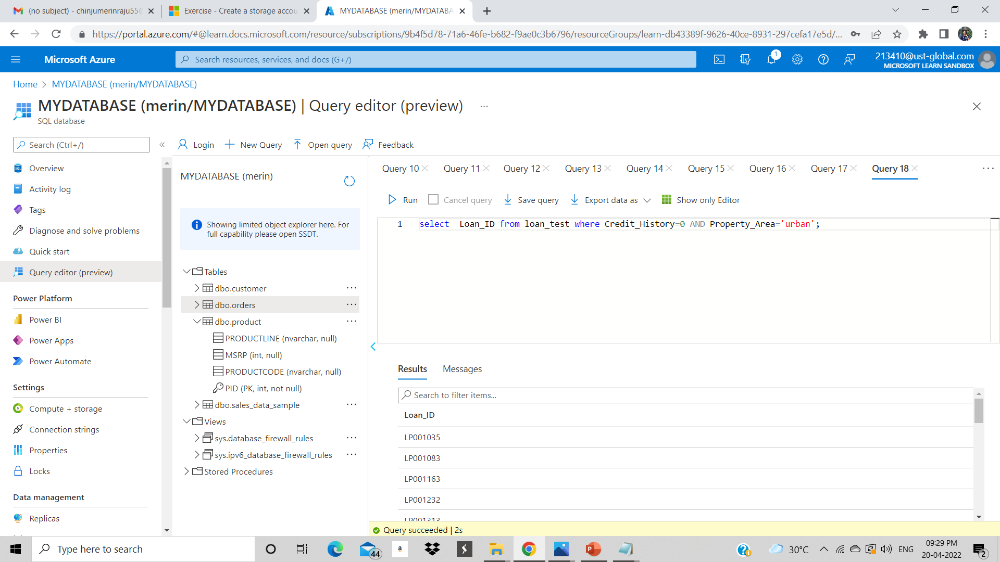 (no subject) - chinjumerinraju55@
Exercise - Create a storage accou
MYDATABASE (merin/MYDATABA
https://portal.azure.com/#@learn.docs.microsoft.com/resource/subscriptions/9b4f5d78-71a6-46fe-b682-f9ae0c3b6796/resourceGroups/learn-db43389f-9626-40ce-8931-297cefa17e5d/...
Microsoft Azure
Search resources, services, and docs (G+/)
1
213410@ust-global.com
MICROSOFT LEARN SANDBOX
Home > MYDATABASE (merin/MYDATABASE)
MYDATABASE (merin/MYDATABASE) | Query editor (preview) ...
SQL database
Search (Ctrl+/)
«
Overview
Activity log
Tags
Diagnose and solve problems
Quick start
Query editor (preview)
Power Platform
Power BI
Power Apps
Power Automate
Settings
Compute + storage
Connection strings
Properties
Locks
Data management
Replicas
Login
New Query
Open query
Feedback
MYDATABASE (merin)
Showing limited object explorer here. For
full capability please open SSDT.
Tables
dbo.customer ...
dbo.orders ...
dbo.product ...
PRODUCTLINE (nvarchar, null)
MSRP (int, null)
PRODUCTCODE (nvarchar, null)
PID (PK, int, not null)
dbo.sales_data_sample ...
Views
sys.database_firewall_rules ...
sys.ipv6_database_firewall_rules ...
Stored Procedures
Query 10
Query 11
Query 12
Query 13
Query 14
Query 15
Query 16
Query 17
Query 18
...
Run
Cancel query
Save query
Export data as
Show only Editor
1 select  Loan_ID from loan_test where Credit_History=0 AND Property_Area='urban';
Results
Messages
Search to filter items...
Loan_ID
LP001035
LP001083
LP001163
LP001232
LP001313
Query succeeded | 2s
Type here to search
44
a
30°C
ENG
09:29 PM
20-04-2022
2